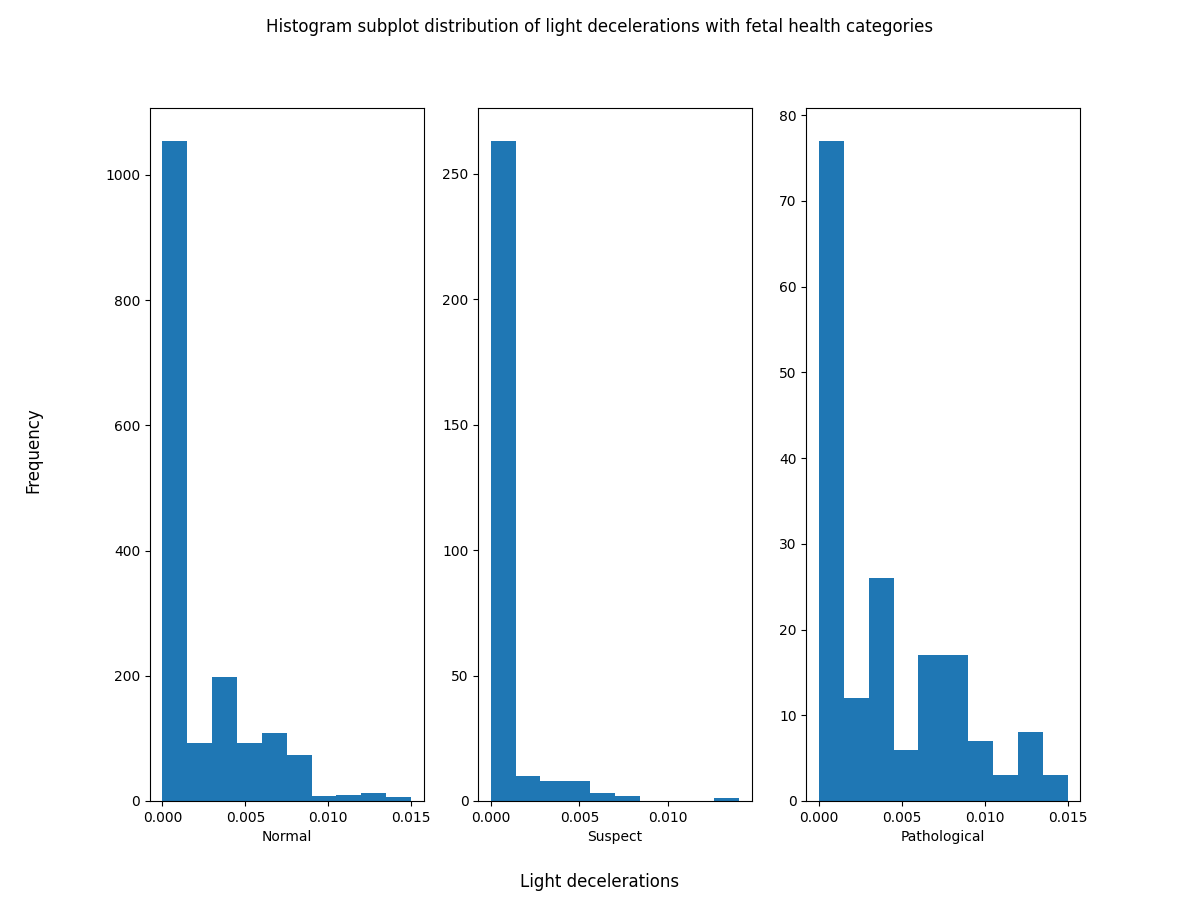 Histogram subplot distribution of light decelerations with fetal health categories
Frequency
1000
800
600
400
200
0
0.000 0.005 0.010 0.015
Normal
250
200
150
100
50
0
0.000 0.005 0.010
Suspect
80
70
60
50
40
30
20
10
0
0.000 0.005 0.010 0.015
Pathological
Light decelerations